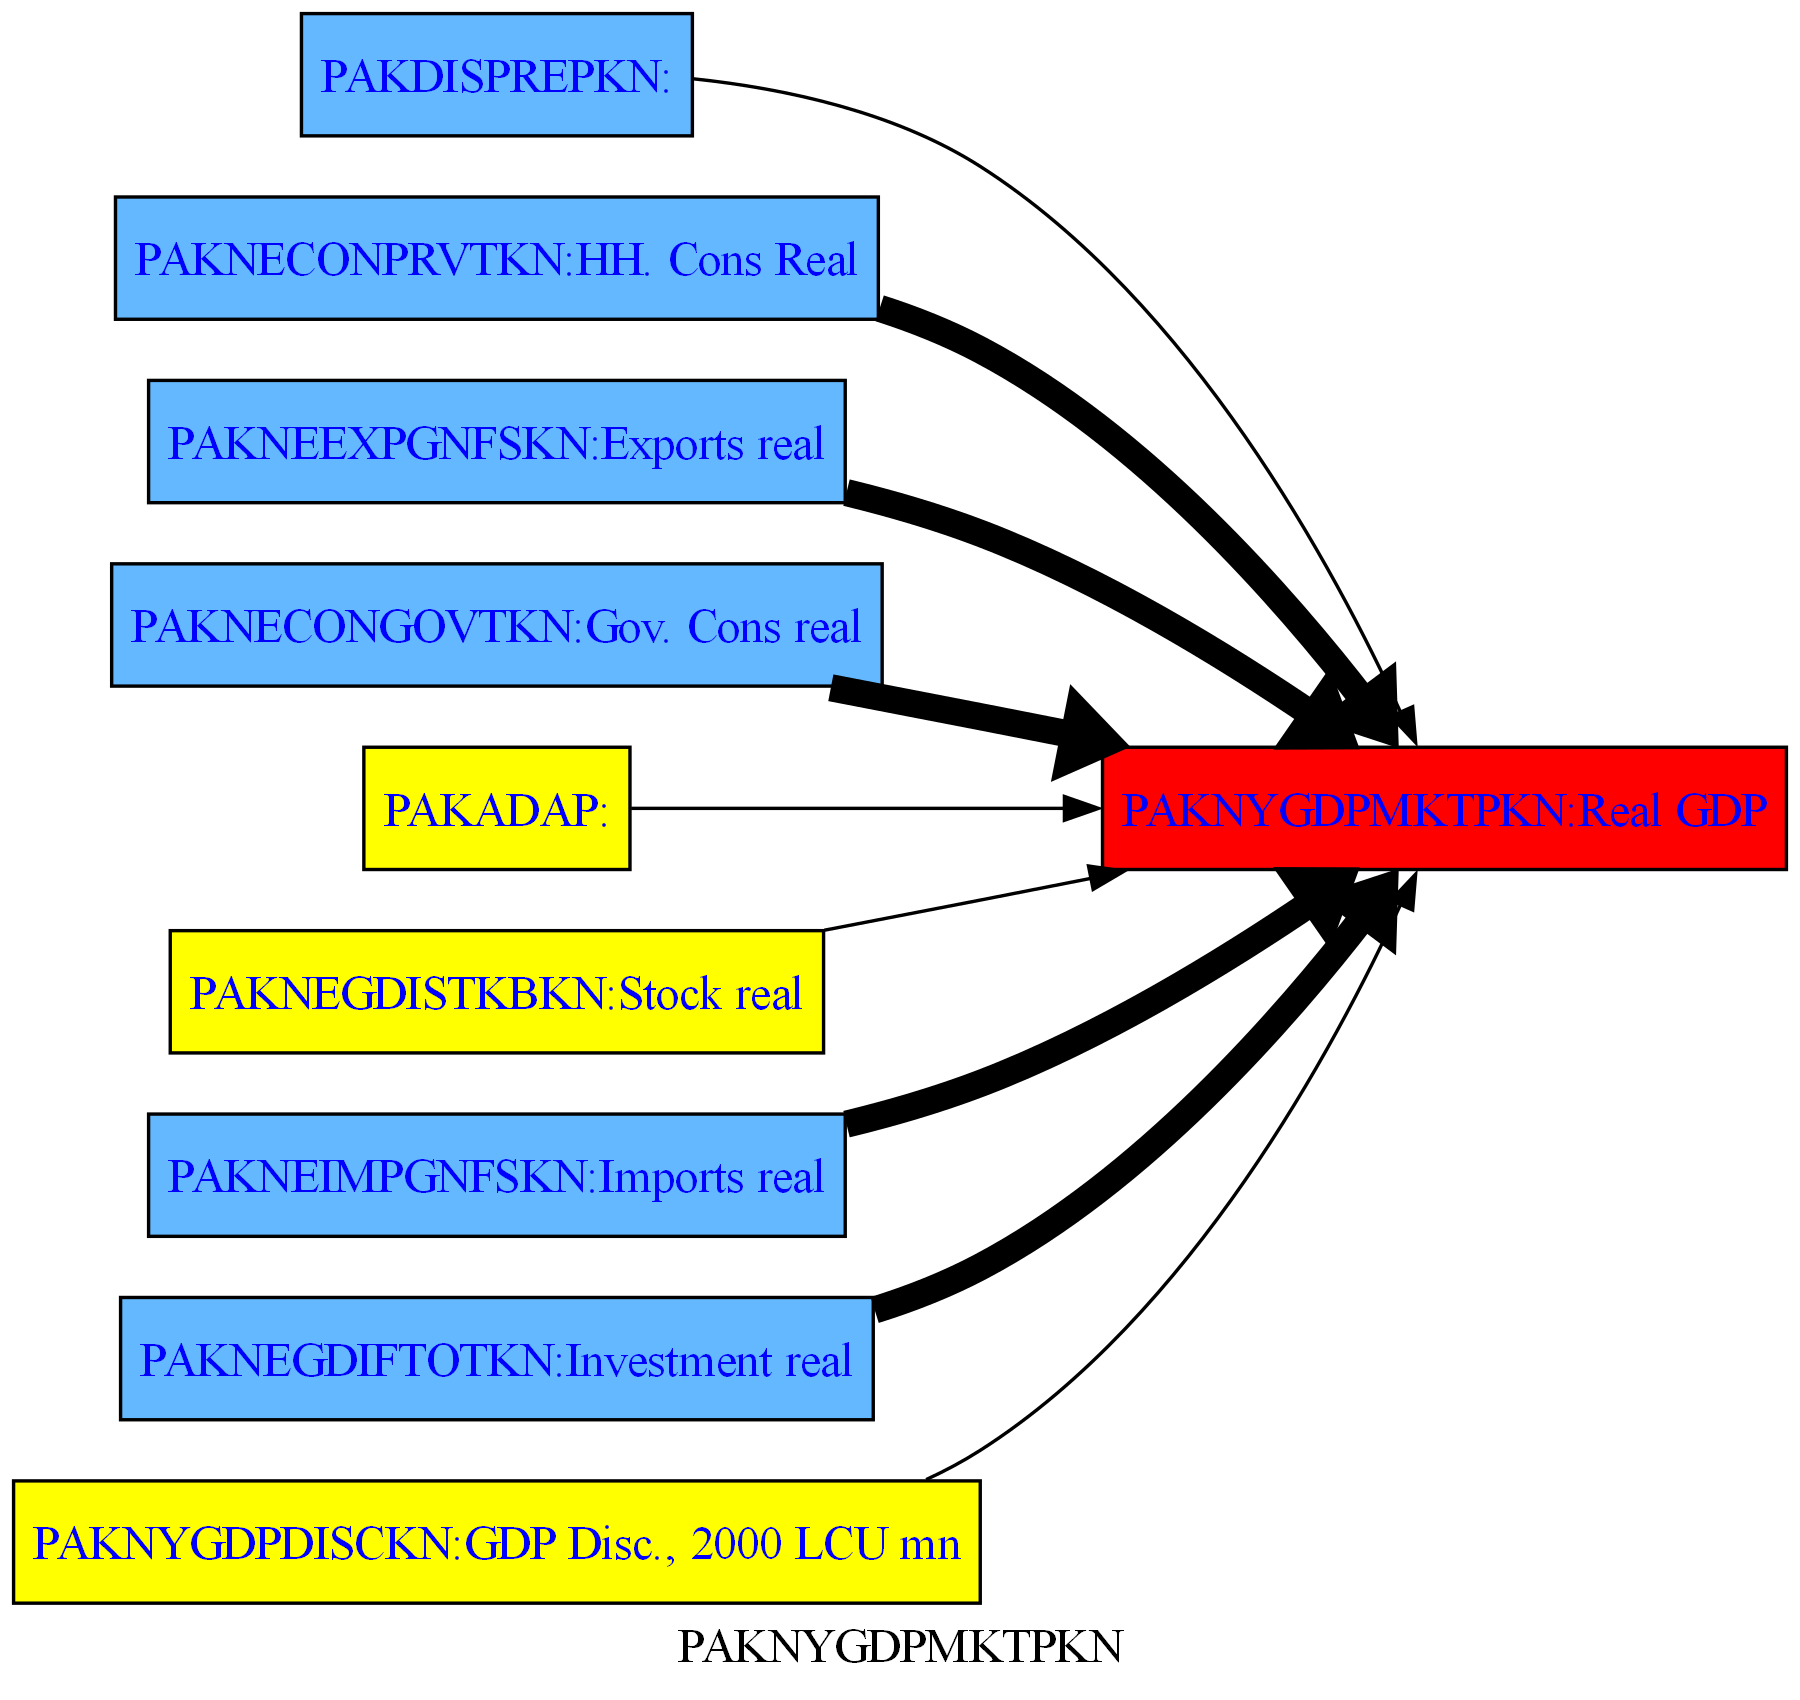 PAKDISPREPKN:
PAKNECONPRVTKN:HH. Cons Real
PAKNEEXPGNFSKN:Exports real
PAKNECONGOVTKN:Gov. Cons real
PAKADAP:
PAKNYGDPMKTPKN:Real GDP
PAKNEGDISTKBKN:Stock real
PAKNEIMPGNFSKN:Imports real
PAKNEGDIFTOTKN:Investment real
PAKNYGDPDISCKN:GDP Disc., 2000 LCU mn
PAKNYGDPMKTPKN